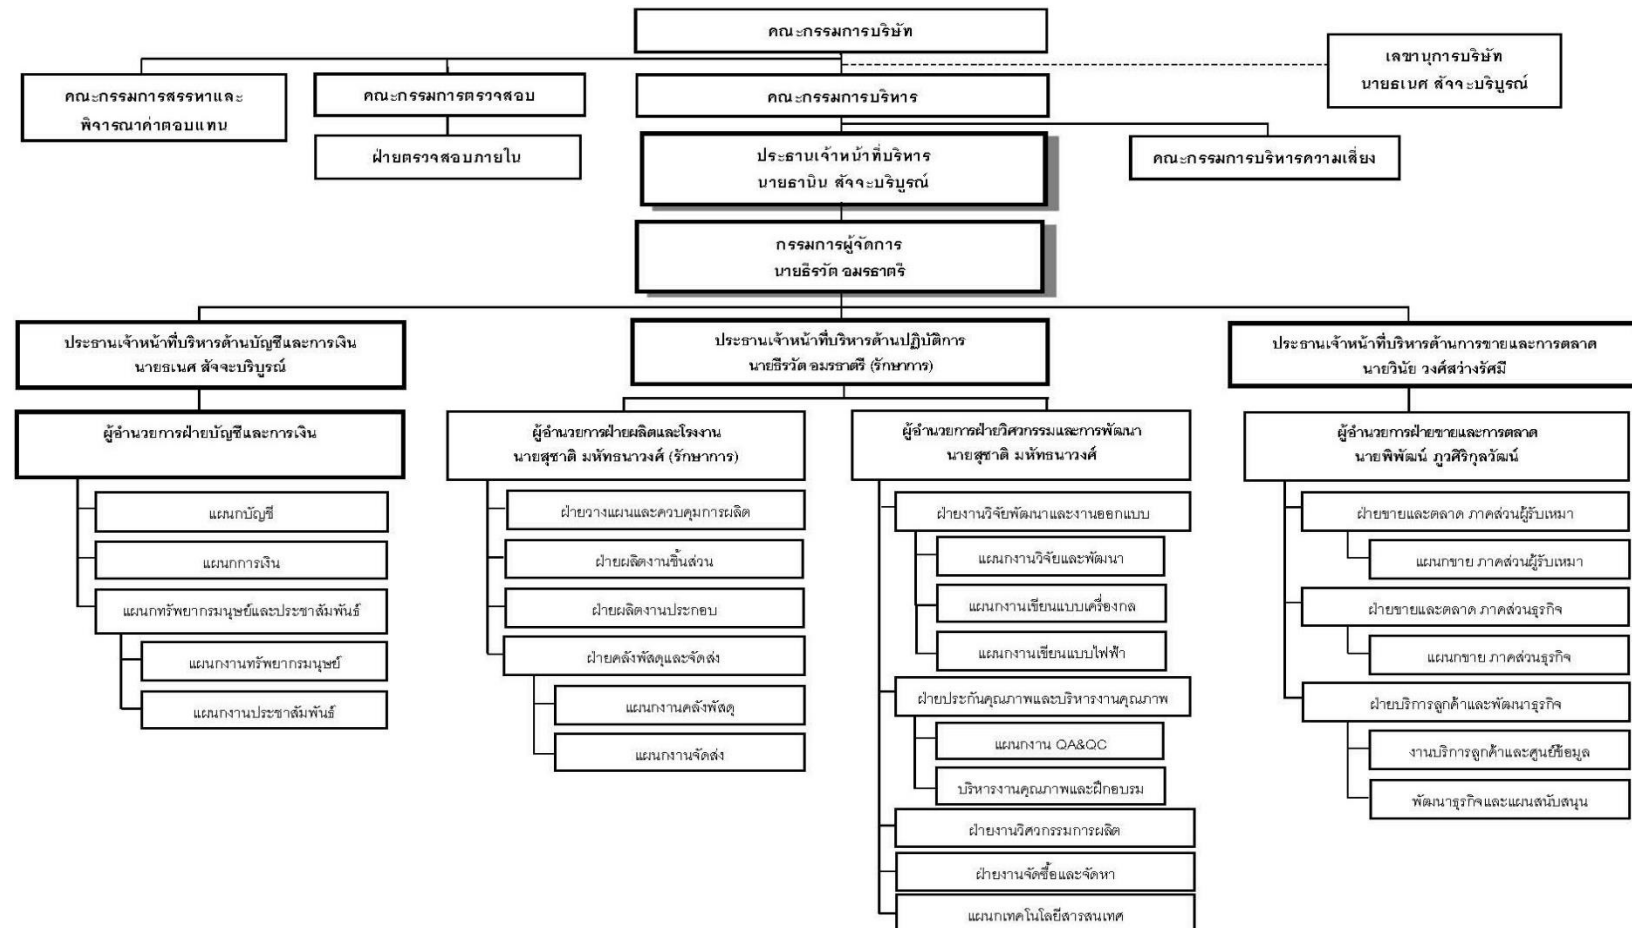 คณะกรรมการบริษัท
เลขานุการบริษัท
นายธเนศ สัจจะบริบูรณ์
คณะกรรมการสรรหาและ
พิจารณาค่าตอบแทน
คณะกรรมการตรวจสอบ
คณะกรรมการบริหาร
ฝ่ายตรวจสอบภายใน
ประธานเจ้าหน้าที่บริหาร
นายธานิน สัจจะบริบูรณ์
คณะกรรมการบริหารความเสี่ยง
กรรมการผู้จัดการ
นายธีรวัต อมรธาตรี
ประธานเจ้าหน้าที่บริหารด้านบัญชีและการเงิน
นายธเนศ สัจจะบริบูรณ์
ประธานเจ้าหน้าที่บริหารด้านปฏิบัติการ
นายธีรวัต อมรธาตรี (รักษาการ)
ประธานเจ้าหน้าที่บริหารด้านการขายและการตลาด
นายวินัย วงศ์สว่างรัศมี
ผู้อำนวยการฝ่ายบัญชีและการเงิน
แผนกบัญชี
แผนกการเงิน
แผนกทรัพยากรมนุษย์และประชาสัมพันธ์
แผนกงานทรัพยากรมนุษย์
แผนกงานประชาสัมพันธ์
ผู้อำนวยการฝ่ายผลิตและโรงงาน
นายสุชาติ มหัทธนาวงศ์ (รักษาการ)
ฝ่ายวางแผนและควบคุมการผลิต
ฝ่ายผลิตงานชิ้นส่วน
ฝ่ายผลิตงานประกอบ
ฝ่ายคลังพัสดุและจัดส่ง
แผนกงานคลังพัสดุ
แผนกงานจัดส่ง
ผู้อำนวยการฝ่ายวิศวกรรมและการพัฒนา
นายสุชาติ มหัทธนาวงศ์
ฝ่ายงานวิจัยพัฒนาและงานออกแบบ
แผนกงานวิจัยและพัฒนา
แผนกงานเขียนแบบเครื่องกล
แผนกงานเขียนแบบไฟฟ้า
ฝ่ายประกันคุณภาพและบริหารงานคุณภาพ
แผนกงาน QA&QC
บริหารงานคุณภาพและฝึกอบรม
ฝ่ายงานวิศวกรรมการผลิต
ฝ่ายงานจัดซื้อและจัดหา
แผนกเทคโนโลยีสารสนเทศ
ผู้อำนวยการฝ่ายขายและการตลาด
นายพิพัฒน์ ภูวศิริกุลวัฒน์
ฝ่ายขายและตลาด ภาคส่วนผู้รับเหมา
แผนกขาย ภาคส่วนผู้รับเหมา
ฝ่ายขายและตลาด ภาคส่วนธุรกิจ
แผนกขาย ภาคส่วนธุรกิจ
ฝ่ายบริการลูกค้าและพัฒนาธุรกิจ
งานบริการลูกค้าและศูนย์ข้อมูล
พัฒนาธุรกิจและแผนสนับสนุน